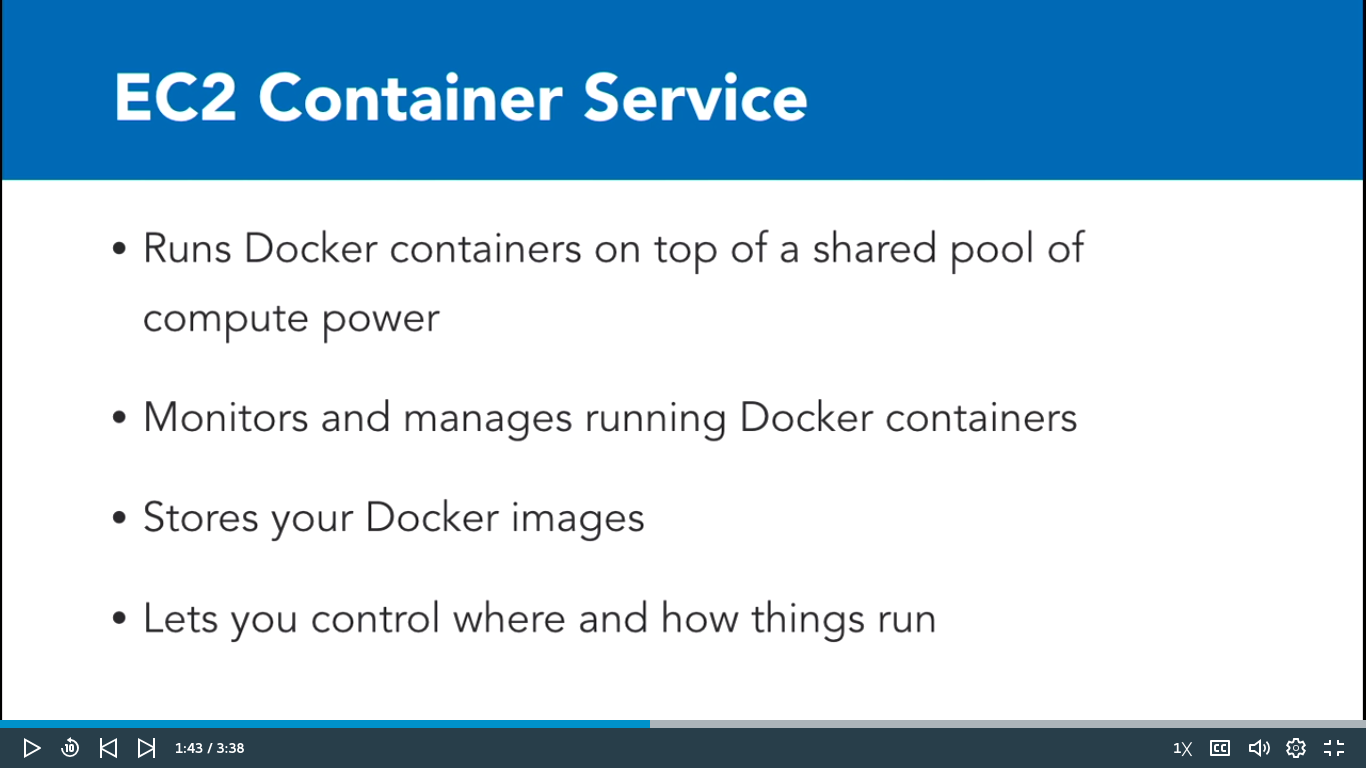 EC2 Container Service
• Runs Docker containers on top of a shared pool of
compute power
• Monitors and manages running Docker containers
• Stores your Docker images
• Lets you control where and how things run
10 1:43 / 3:38 1X CC